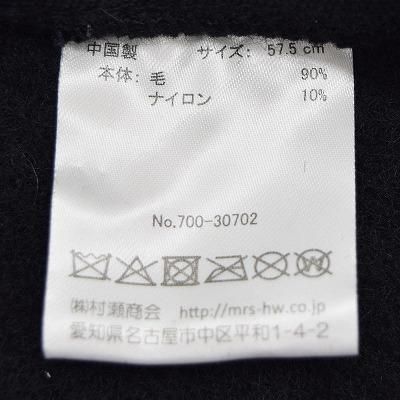 中国製 サイズ: 57.5 cm
本体: 毛 90%
ナイロン 10%
No.700-30702
㈱村瀬商会 http://mrs-hw.co.jp
愛知県名古屋市中区平和1-4-2